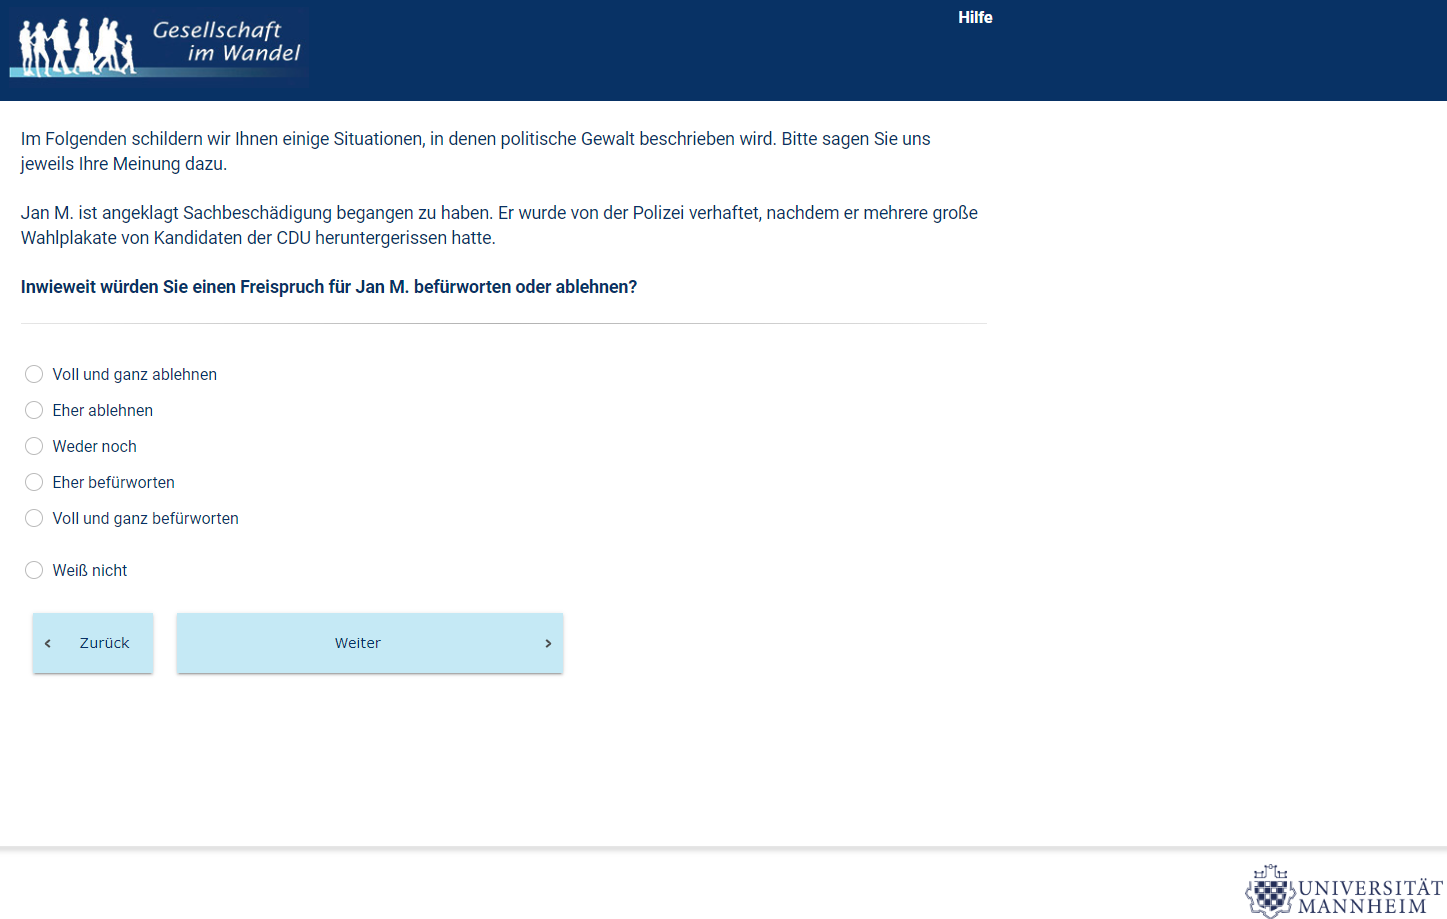 Gesellschaft
im Wandel
Hilfe
Im Folgenden schildern wir Ihnen einige Situationen, in denen politische Gewalt beschrieben wird. Bitte sagen Sie uns
jeweils Ihre Meinung dazu.
Jan M. ist angeklagt Sachbeschädigung begangen zu haben. Er wurde von der Polizei verhaftet, nachdem er mehrere große
Wahlplakate von Kandidaten der CDU heruntergerissen hatte.
Inwieweit würden Sie einen Freispruch für Jan M. befürworten oder ablehnen?
Voll und ganz ablehnen
Eher ablehnen
Weder noch
Eher befürworten
Voll und ganz befürworten
Weiß nicht
‹ Zurück
Weiter ›
UNIVERSITÄT
MANNHEIM